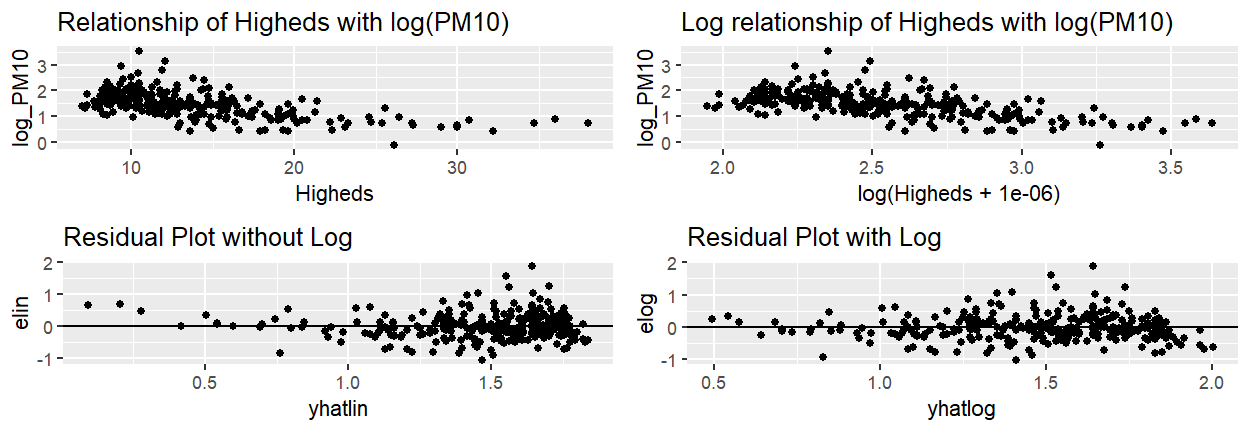 Relationship of Higheds with log(PM10)
log_PM10
3
2
1
0
10 20 30
Higheds
Log relationship of Higheds with log(PM10)
log_PM10
3
2
1
0
2.0 2.5 3.0 3.5
log(Higheds + 1e-06)
Residual Plot without Log
elin
2
1
0
-1
0.5 1.0 1.5
yhatlin
Residual Plot with Log
elog
2
1
0
-1
0.5 1.0 1.5 2.0
yhatlog